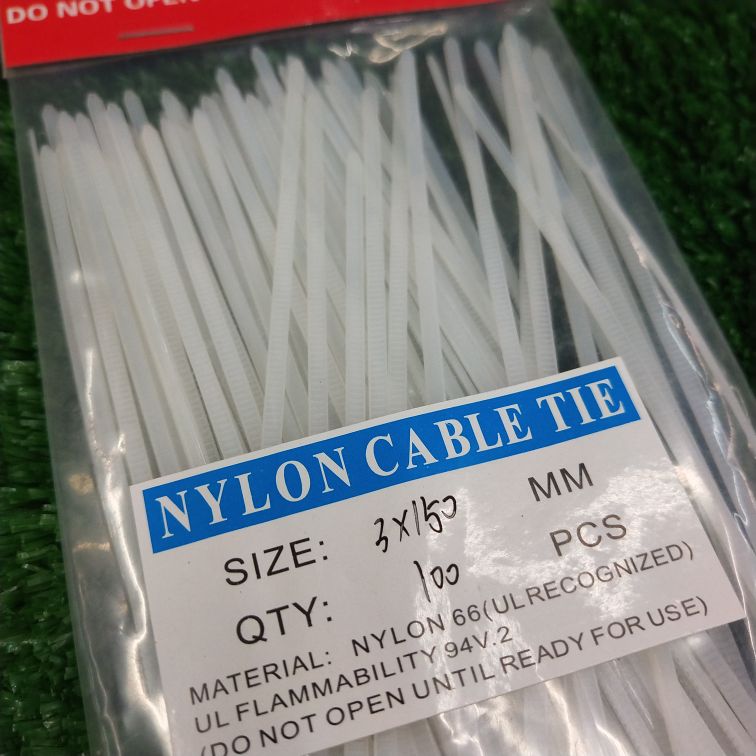 DO NOT OPEN
NYLON CABLE TIE
SIZE: 3X150 MM
QTY: 100 PCS
MATERIAL: NYLON 66(UL RECOGNIZED)
UL FLAMMABILITY 94V.2
(DO NOT OPEN UNTIL READY FOR USE)